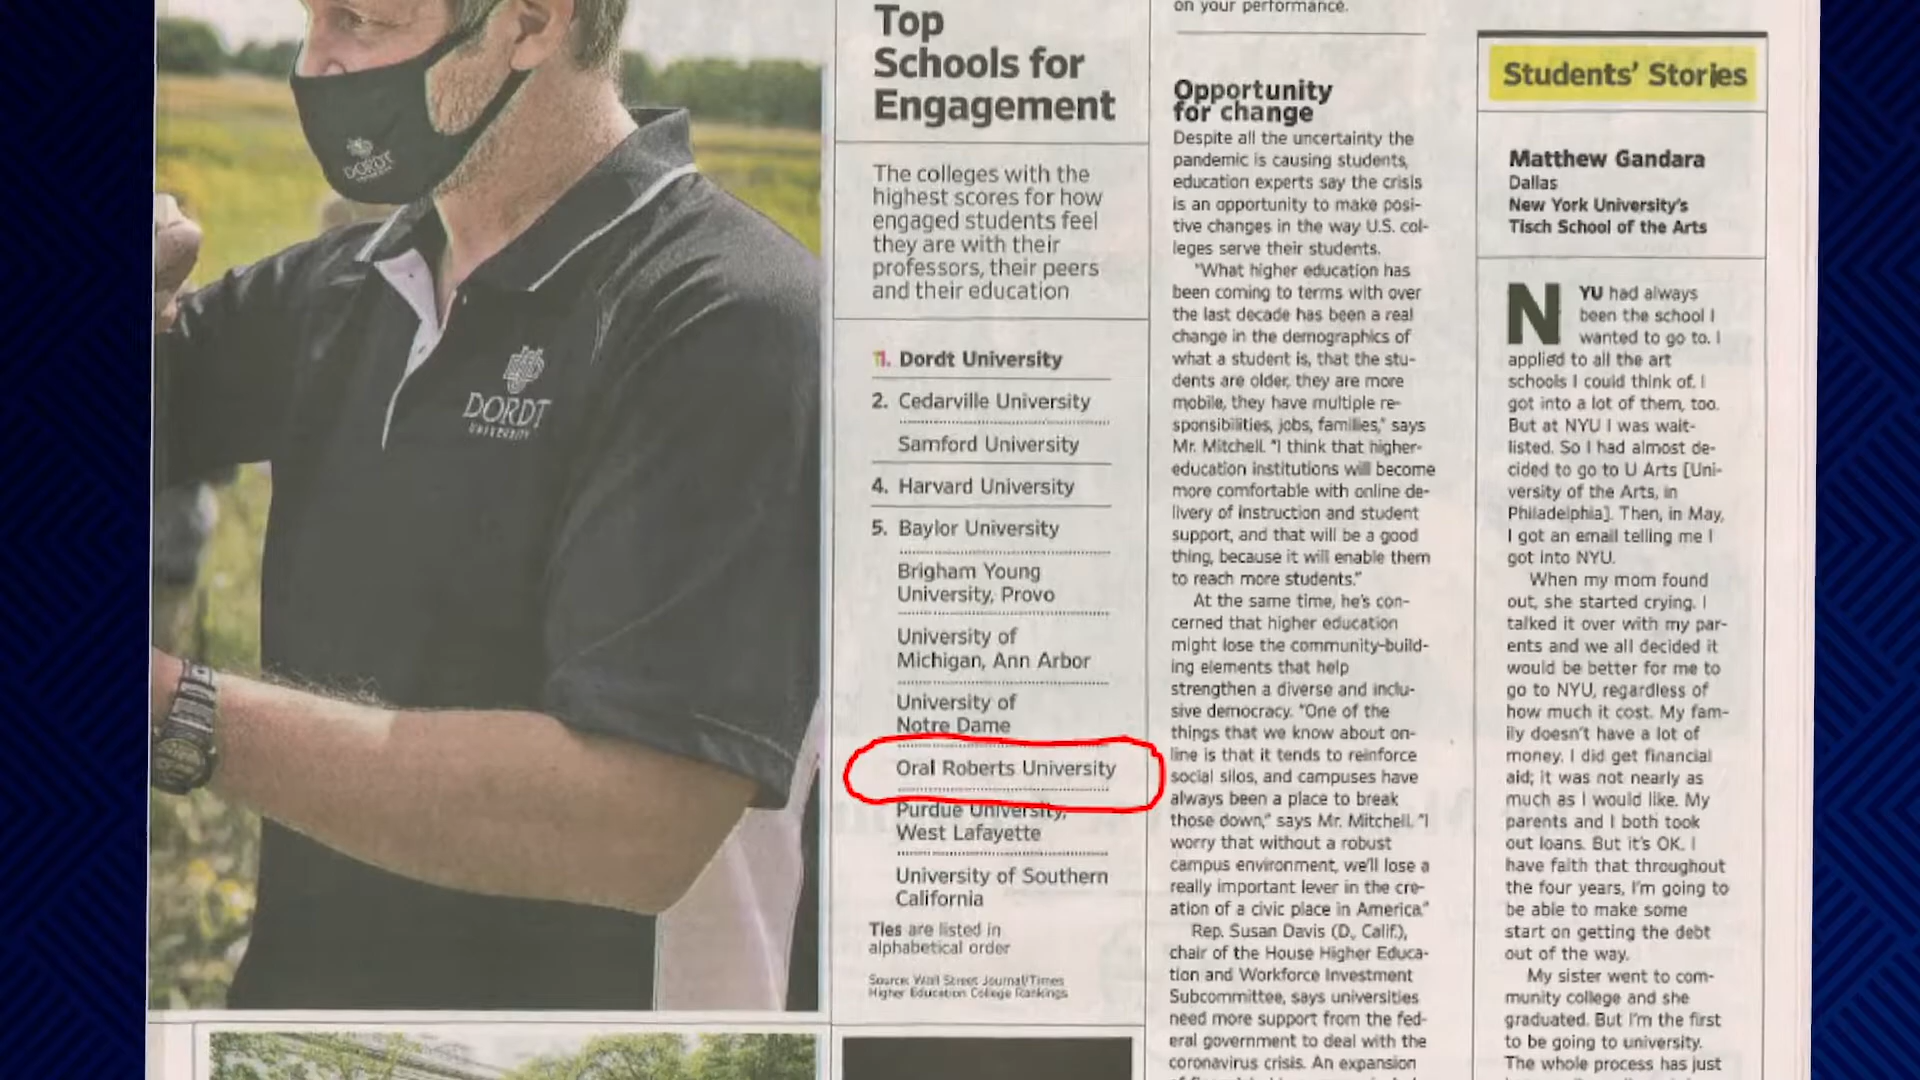 DORDT
DORDT
UNIVERSITY
Top
Schools for
Engagement
The colleges with the
highest scores for how
engaged students feel
they are with their
professors, their peers
and their education
1. Dordt University
2. Cedarville University
Samford University
4. Harvard University
5. Baylor University
Brigham Young
University, Provo
University of
Michigan, Ann Arbor
University of
Notre Dame
Oral Roberts University
Purdue University,
West Lafayette
University of Southern
California
Ties are listed in
alphabetical order
Source: Wall Street Journal/Times
Higher Education College Rankings
on your performance.
Opportunity
for change
Despite all the uncertainty the
pandemic is causing students,
education experts say the crisis
is an opportunity to make posi-
tive changes in the way U.S. col-
leges serve their students.
"What higher education has
been coming to terms with over
the last decade has been a real
change in the demographics of
what a student is, that the stu-
dents are older, they are more
mobile, they have multiple re-
sponsibilities, jobs, families," says
Mr. Mitchell. "I think that higher-
education institutions will become
more comfortable with online de-
livery of instruction and student
support, and that will be a good
thing, because it will enable them
to reach more students."
At the same time, he's con-
cerned that higher education
might lose the community-build-
ing elements that help
strengthen a diverse and inclu-
sive democracy. "One of the
things that we know about on-
line is that it tends to reinforce
social silos, and campuses have
always been a place to break
those down," says Mr. Mitchell. "I
worry that without a robust
campus environment, we'll lose a
really important lever in the cre-
ation of a civic place in America."
Rep. Susan Davis (D., Calif.),
chair of the House Higher Educa-
tion and Workforce Investment
Subcommittee, says universities
need more support from the fed-
eral government to deal with the
coronavirus crisis. An expansion
Students' Stories
Matthew Gandara
Dallas
New York University's
Tisch School of the Arts
NYU had always
been the school I
wanted to go to. I
applied to all the art
schools I could think of. I
got into a lot of them, too.
But at NYU I was wait-
listed. So I had almost de-
cided to go to U Arts [Uni-
versity of the Arts, in
Philadelphia]. Then, in May,
I got an email telling me I
got into NYU.
When my mom found
out, she started crying. I
talked it over with my par-
ents and we all decided it
would be better for me to
go to NYU, regardless of
how much it cost. My fam-
ily doesn't have a lot of
money. I did get financial
aid; it was not nearly as
much as I would like. My
parents and I both took
out loans. But it's OK. I
have faith that throughout
the four years, I'm going to
be able to make some
start on getting the debt
out of the way.
My sister went to com-
munity college and she
graduated. But I'm the first
to be going to university.
The whole process has just